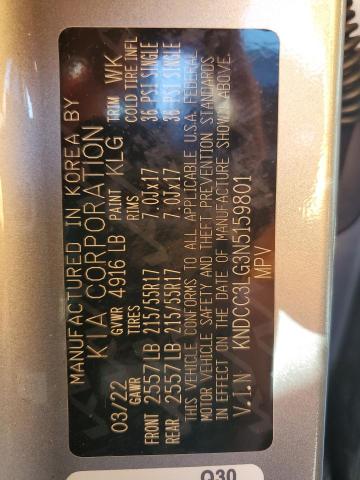 MANUFACTURED IN KOREA BY
KIA CORPORATION
03/22 GVWR 4916 LB PAINT KLG TRIM WK
GAWR TIRES RIMS COLD TIRE INFL
FRONT 2557 LB 215/55R17 7.0Jx17 36 PSI SINGLE
REAR 2557 LB 215/55R17 7.0Jx17 36 PSI SINGLE
THIS VEHICLE CONFORMS TO ALL APPLICABLE U.S.A. FEDERAL
MOTOR VEHICLE SAFETY AND THEFT PREVENTION STANDARDS
IN EFFECT ON THE DATE OF MANUFACTURE SHOWN ABOVE.
V.I.N KNDCC3LG3N5159801
MPV
Q30